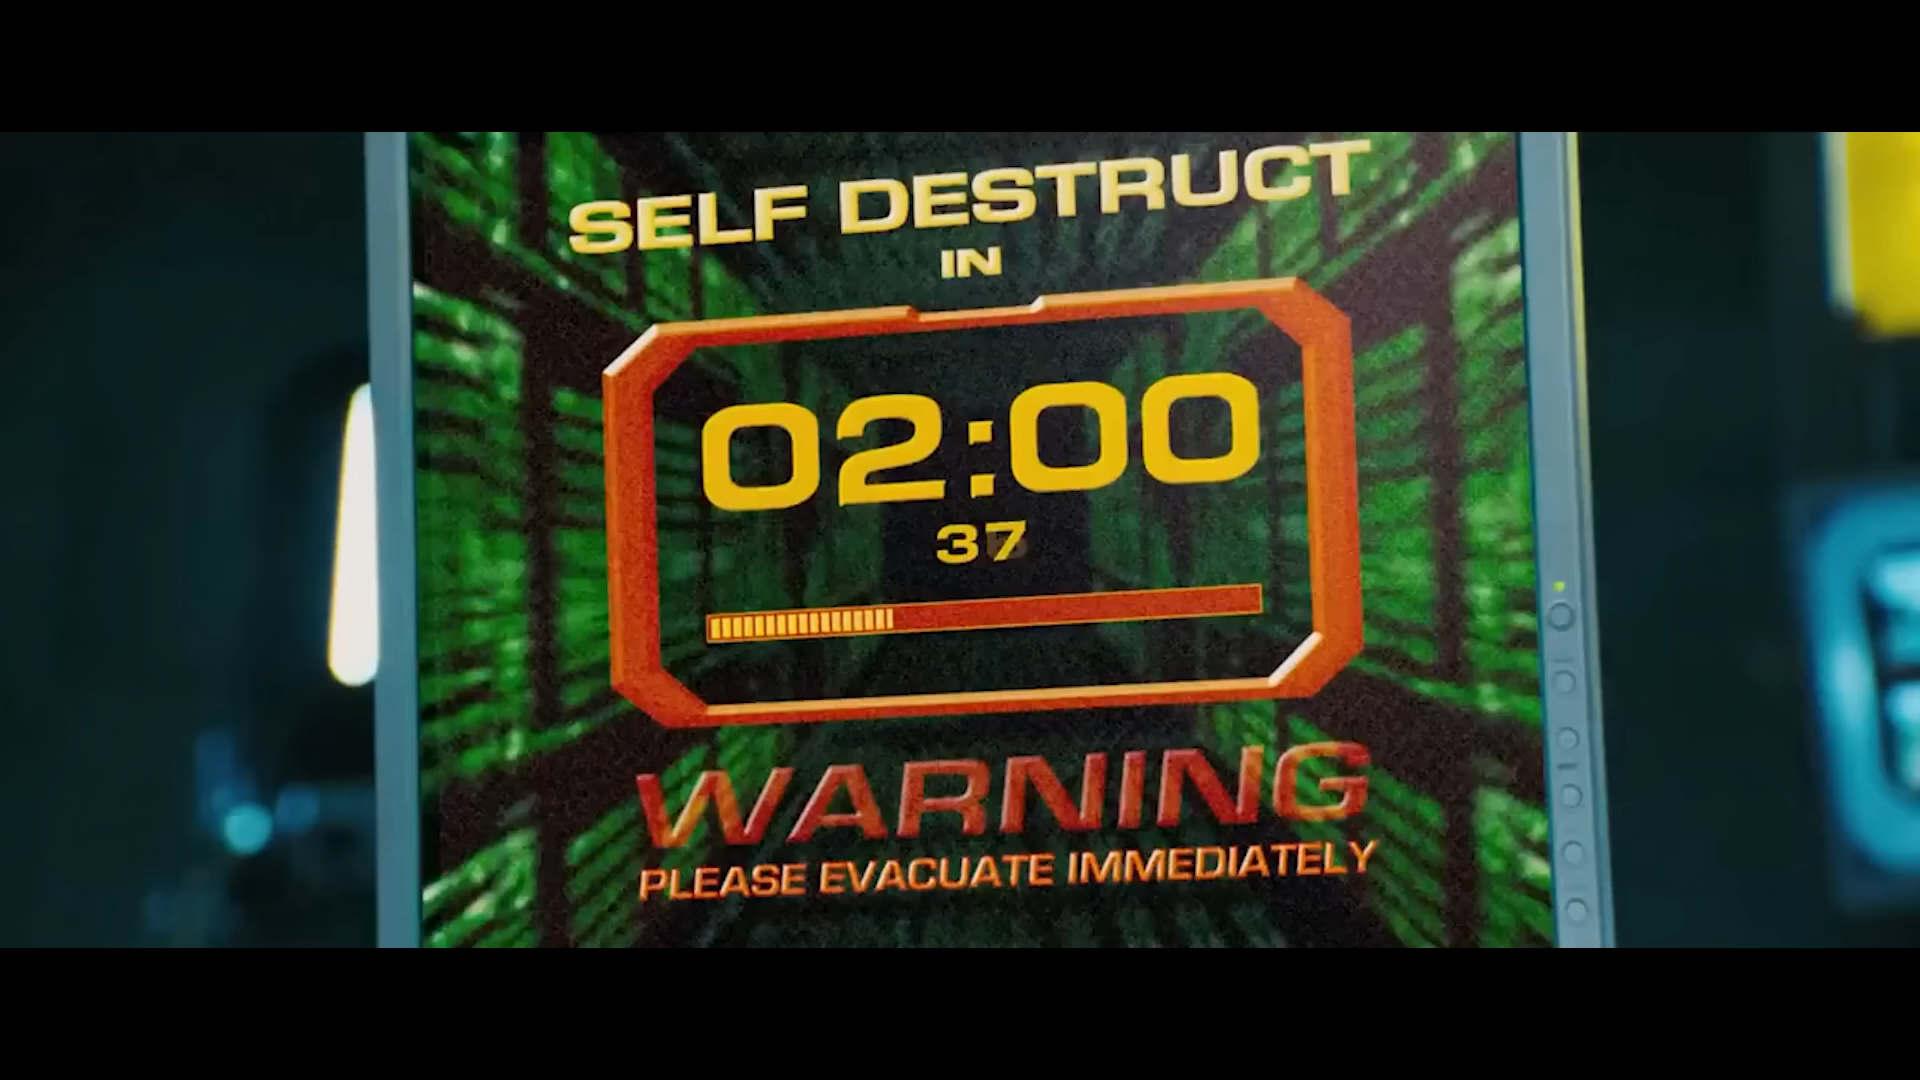 SELF DESTRUCT
IN
02:00
37
WARNING
PLEASE EVACUATE IMMEDIATELY